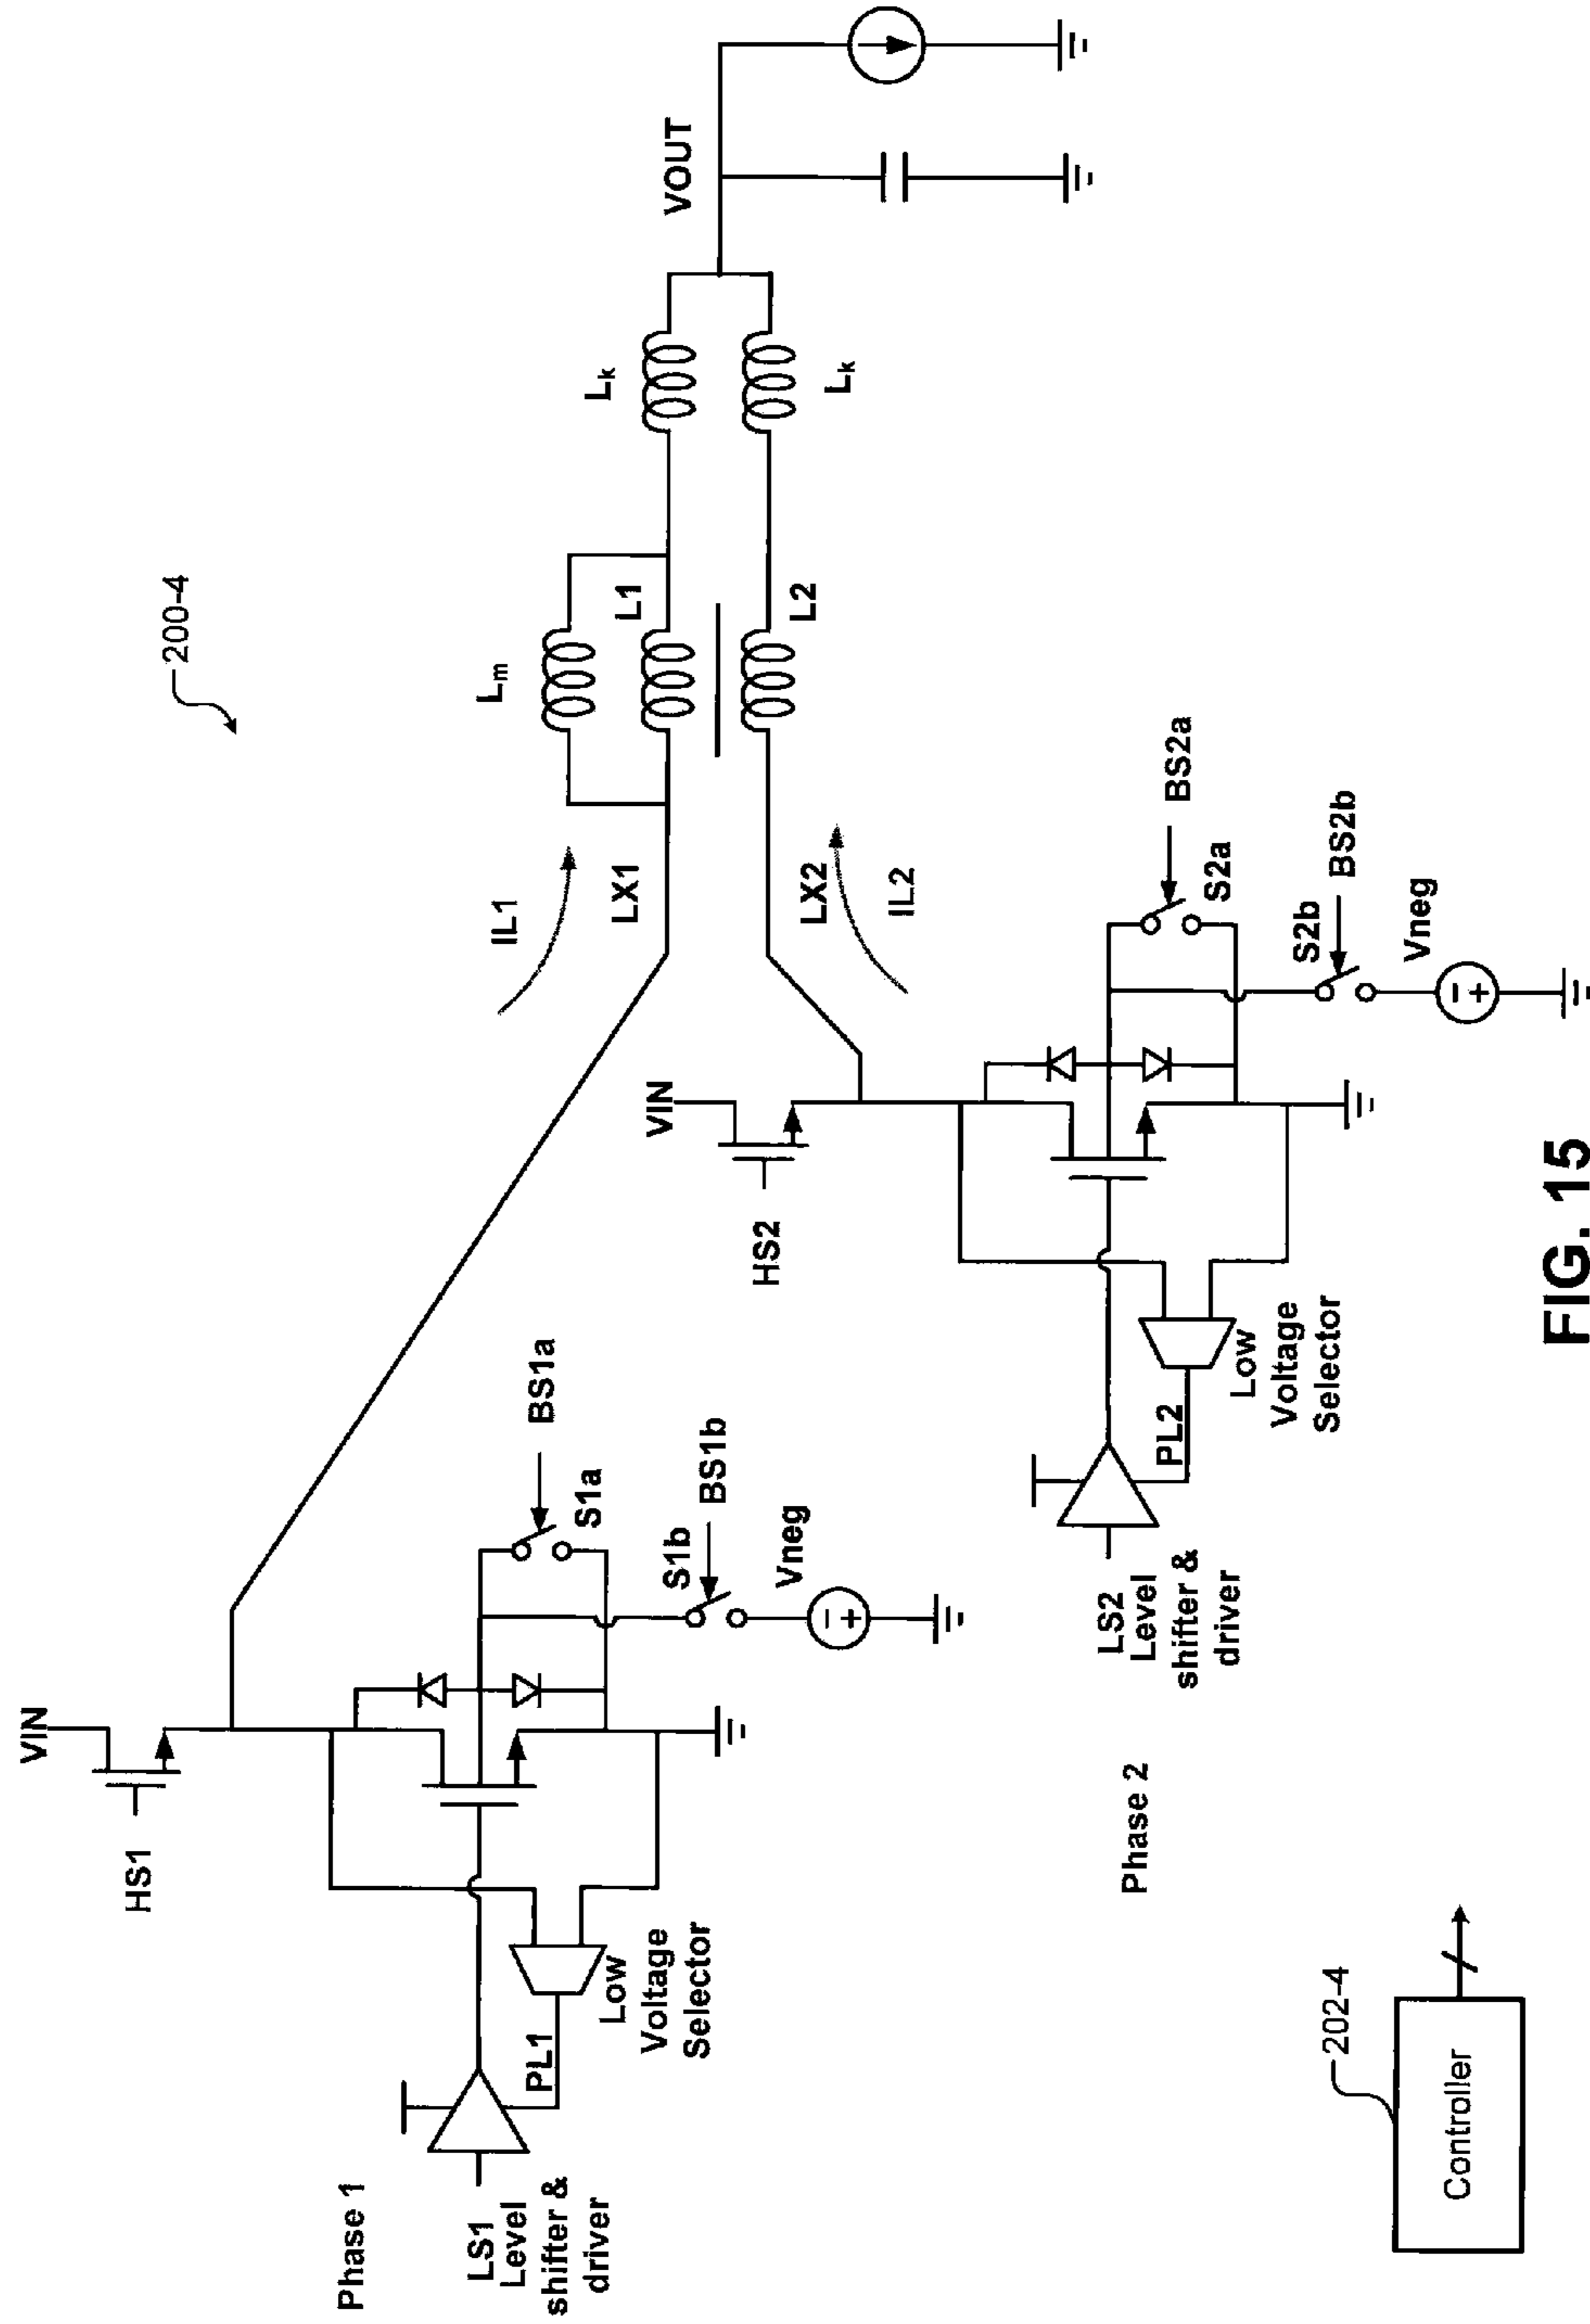 200-4
VIN
HS1
Phase 1
LS1
Level
shifter &
driver
PL1
Low
Voltage
Selector
S1a
BS1a
S1b
BS1b
Vneg
IL1
LX1
Lm
L1
Lk
VOUT
LX2
IL2
L2
Lk
VIN
HS2
Phase 2
LS2
Level
shifter &
driver
PL2
Low
Voltage
Selector
S2a
BS2a
S2b
BS2b
Vneg
202-4
Controller
FIG. 15